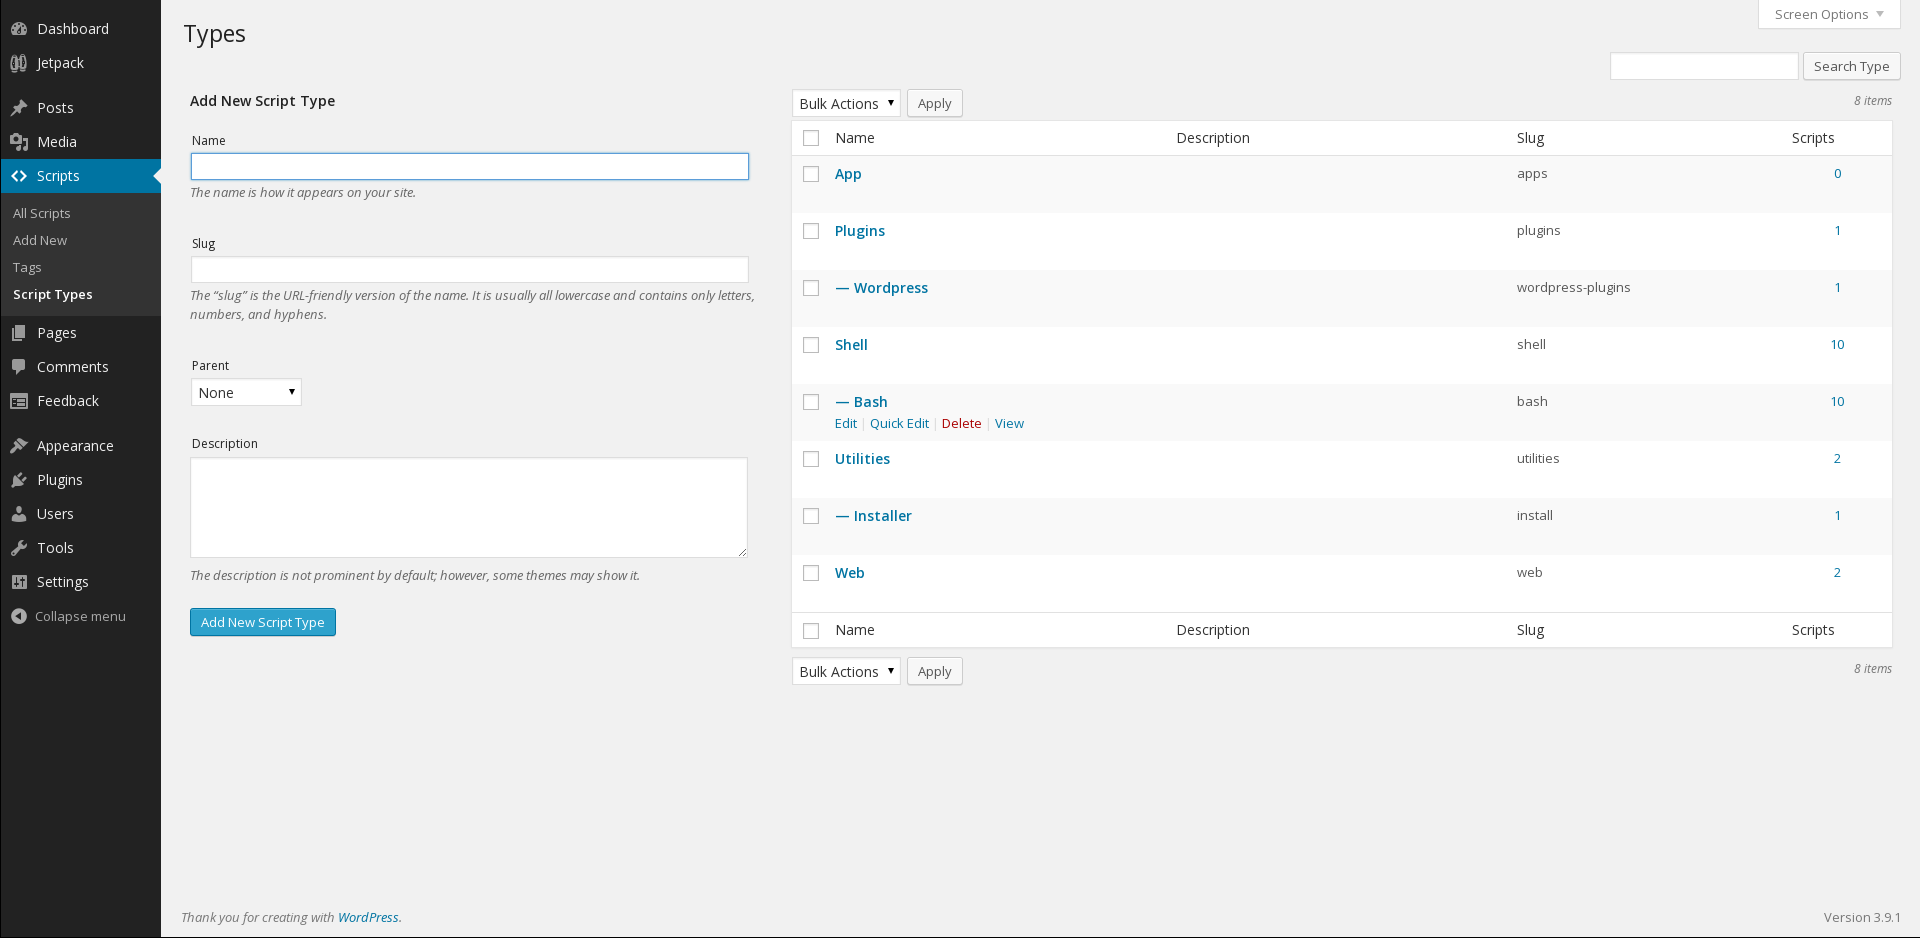 Dashboard
Jetpack
Posts
Media
Scripts
All Scripts
Add New
Tags
Script Types
Pages
Comments
Feedback
Appearance
Plugins
Users
Tools
Settings
Collapse menu
Screen Options
Types
Search Type
Add New Script Type
Name
The name is how it appears on your site.
Slug
The “slug” is the URL-friendly version of the name. It is usually all lowercase and contains only letters,
numbers, and hyphens.
Parent
None
Description
The description is not prominent by default; however, some themes may show it.
Add New Script Type
Bulk Actions Apply 8 items
Name Description Slug Scripts
App apps 0
Plugins plugins 1
— Wordpress wordpress-plugins 1
Shell shell 10
— Bash bash 10
Edit | Quick Edit | Delete | View
Utilities utilities 2
— Installer install 1
Web web 2
Name Description Slug Scripts
Bulk Actions Apply 8 items
Thank you for creating with WordPress. Version 3.9.1